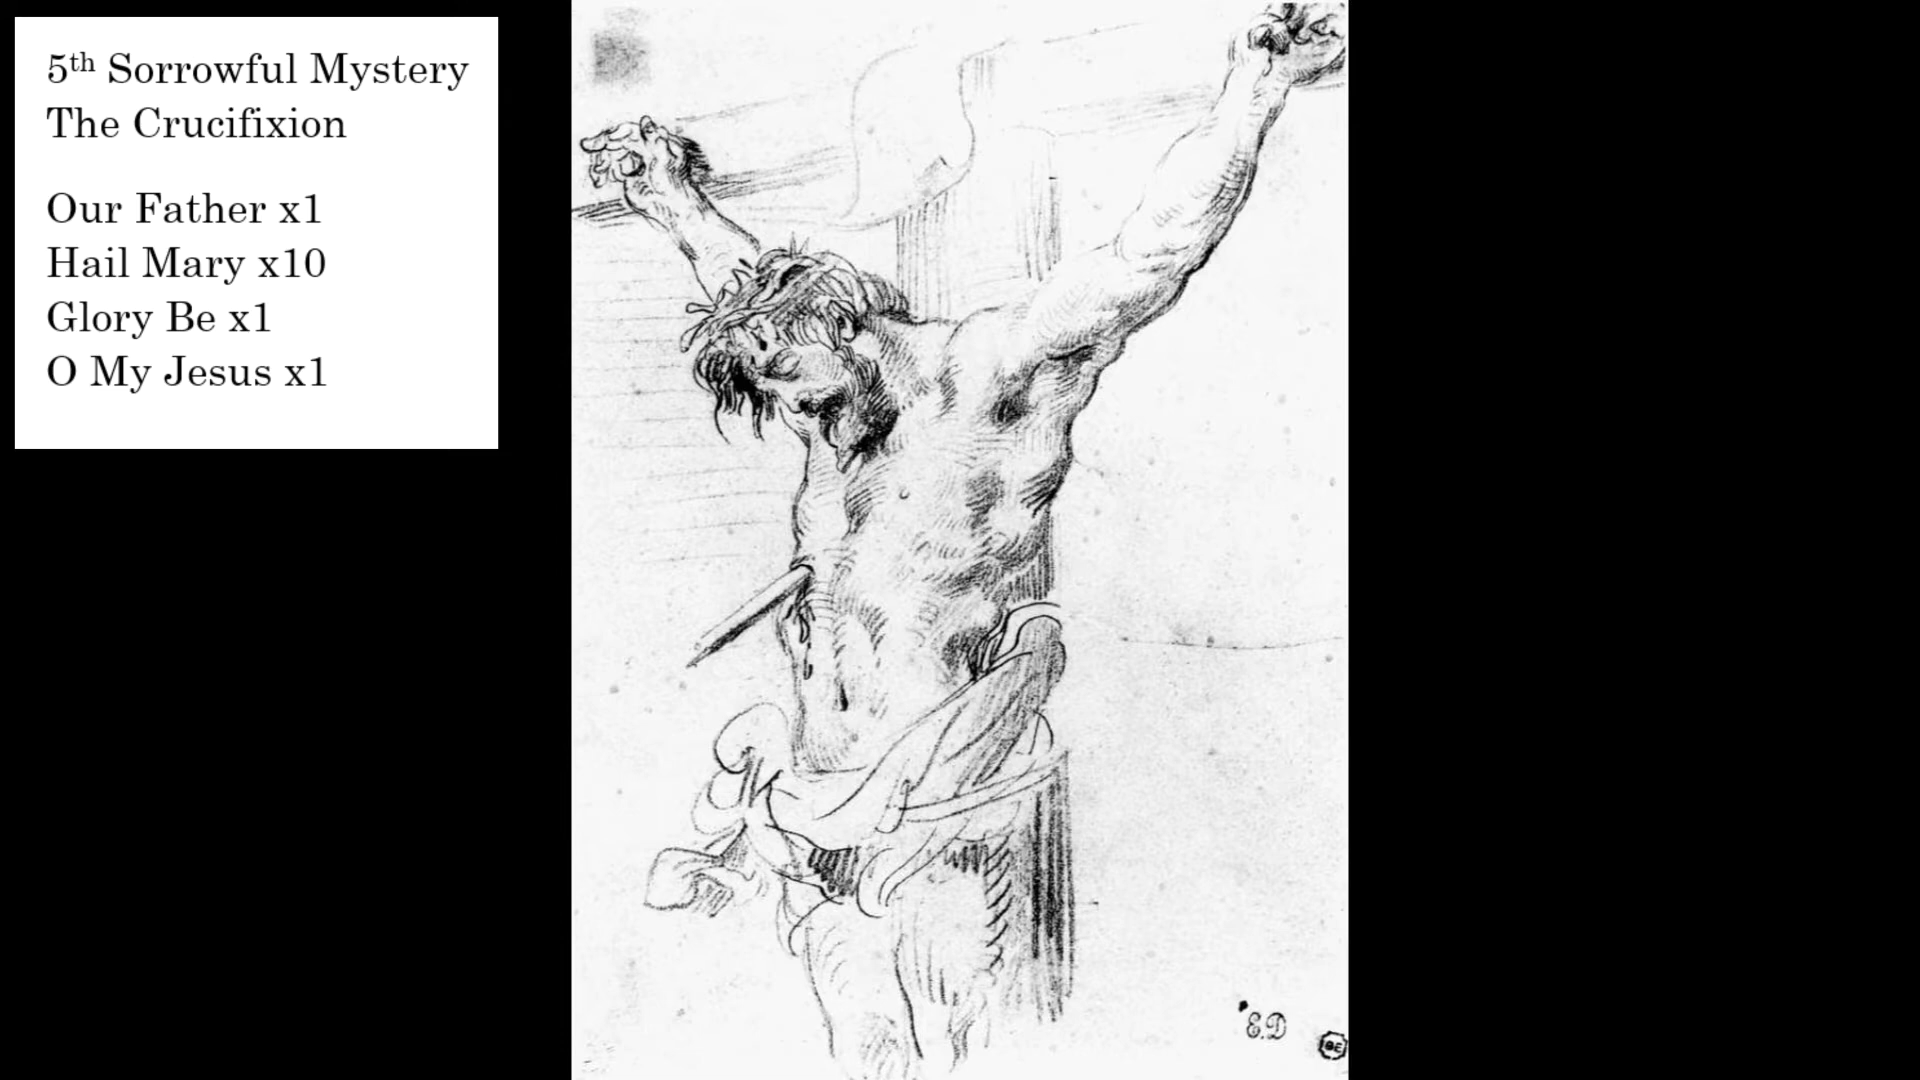 5th Sorrowful Mystery
The Crucifixion
Our Father x1
Hail Mary x10
Glory Be x1
O My Jesus x1
E.D